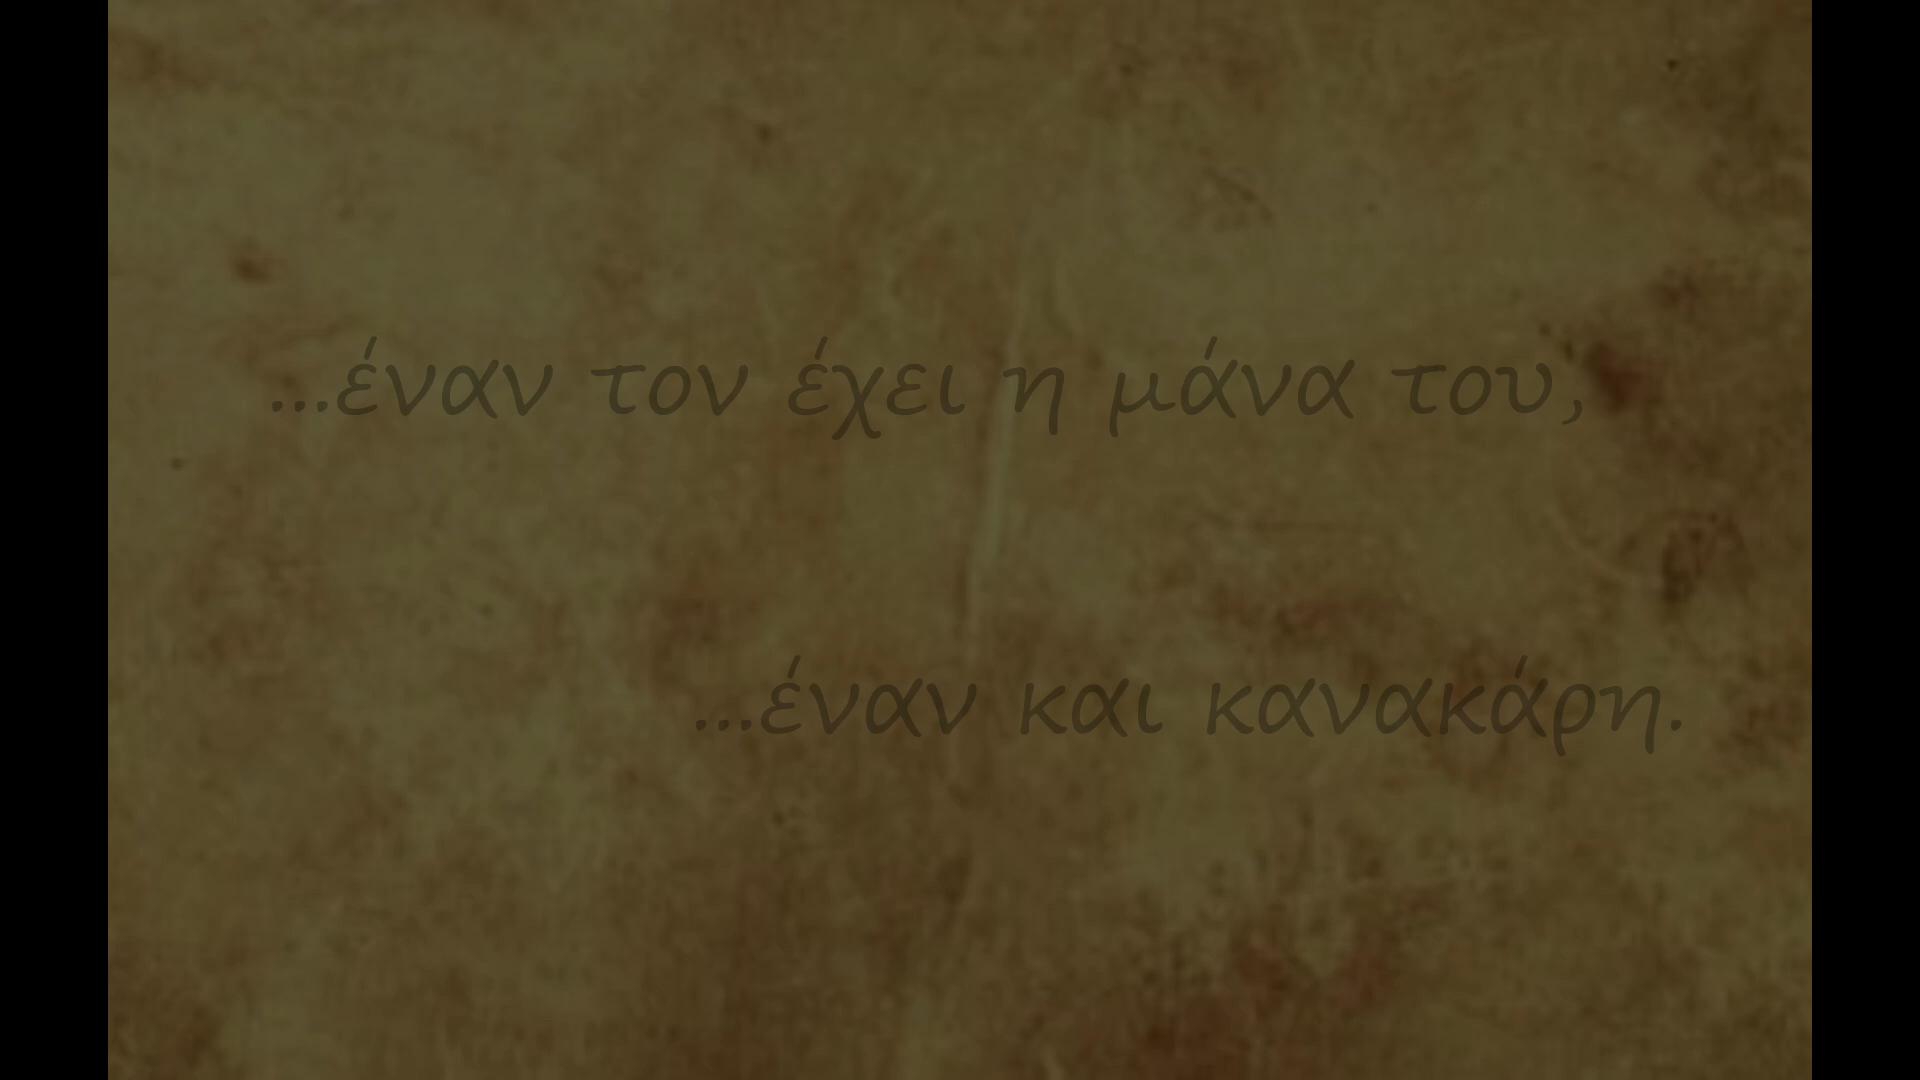 ...έναν τον έχει η μάνα του,
...έναν και κανακάρη.